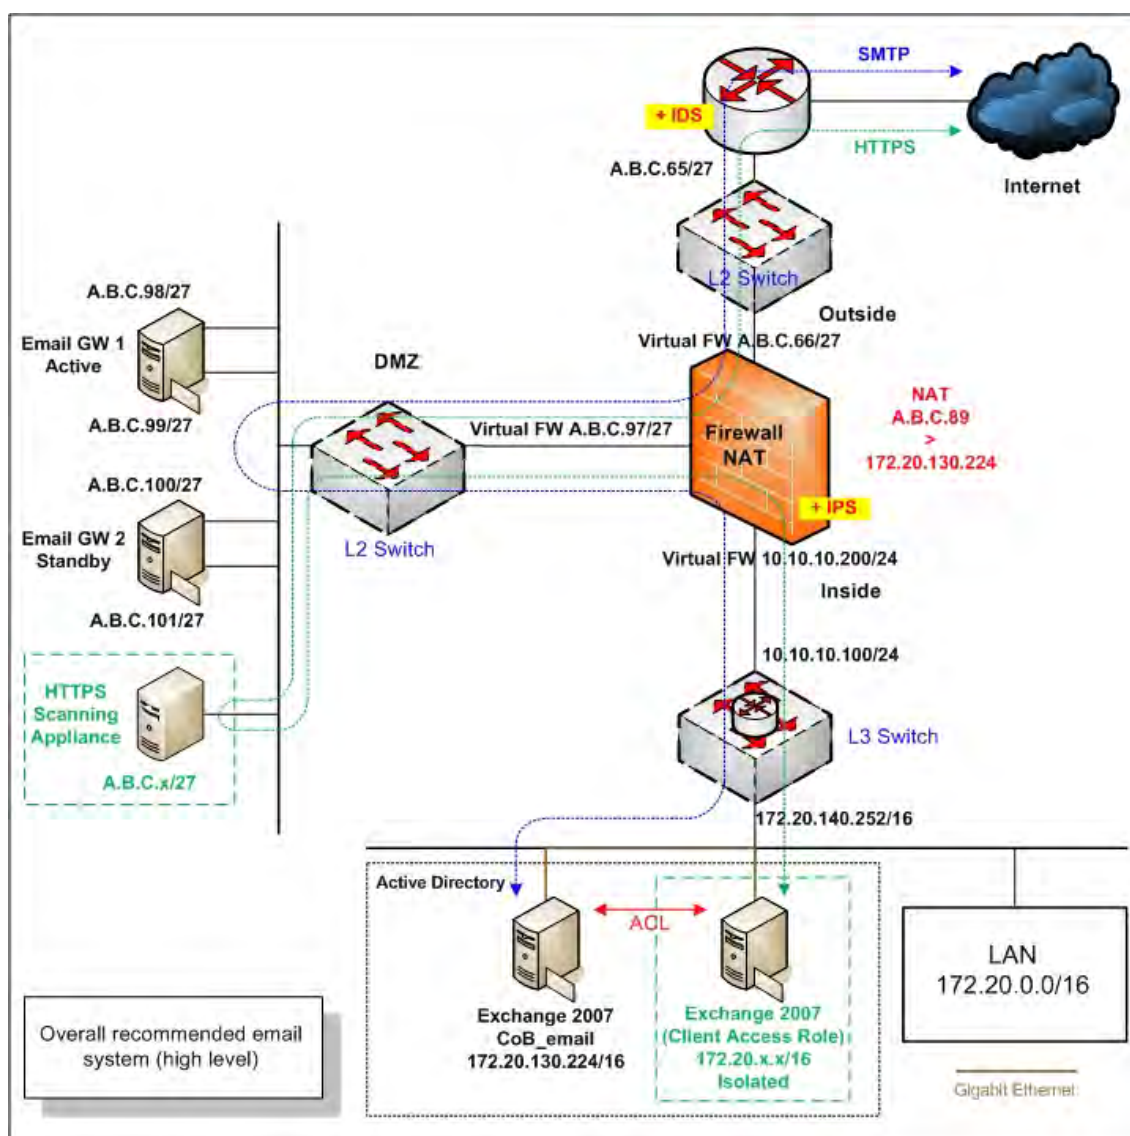 SMTP
+ IDS
HTTPS
A.B.C.65/27
Internet
L2 Switch
Outside
A.B.C.98/27
Email GW 1
Active
A.B.C.99/27
Virtual FW A.B.C.66/27
DMZ
NAT
A.B.C.89
>
172.20.130.224
Virtual FW A.B.C.97/27
Firewall
NAT
+ IPS
A.B.C.100/27
Email GW 2
Standby
A.B.C.101/27
L2 Switch
Virtual FW 10.10.10.200/24
Inside
10.10.10.100/24
HTTPS
Scanning
Appliance
A.B.C.x/27
L3 Switch
172.20.140.252/16
Active Directory
ACL
Exchange 2007
CoB_email
172.20.130.224/16
Exchange 2007
(Client Access Role)
172.20.x.x/16
Isolated
LAN
172.20.0.0/16
Overall recommended email
system (high level)
Gigabit Ethernet